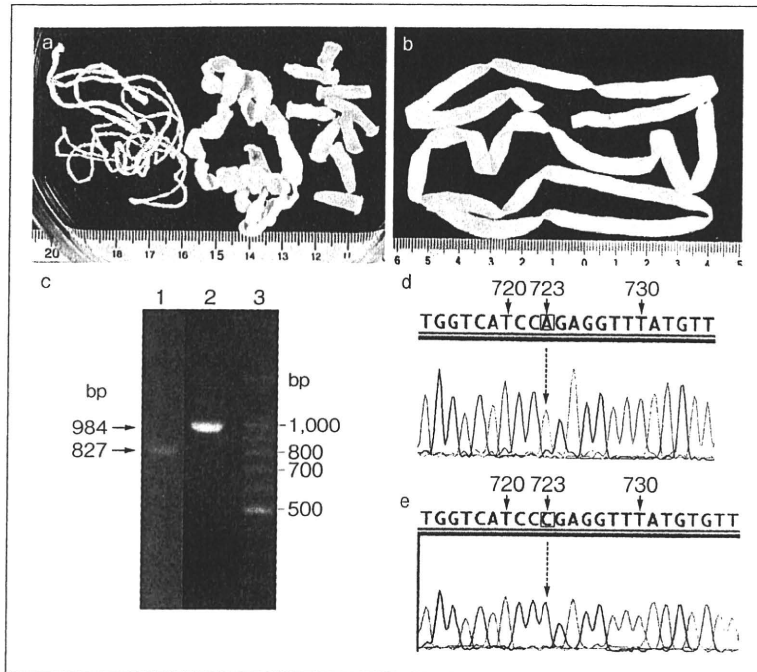 a
20 18 17 16 15 14 13 12 11
b
6 5 4 3 2 1 0 1 2 3 4 5
c
1 2 3
bp
984
827
bp
1,000
800
700
500
d
720 723 730
TGGTCATCCAGAGGTTTATGTT
e
720 723 730
TGGTCATCCCGAGGTTTATGTGTT